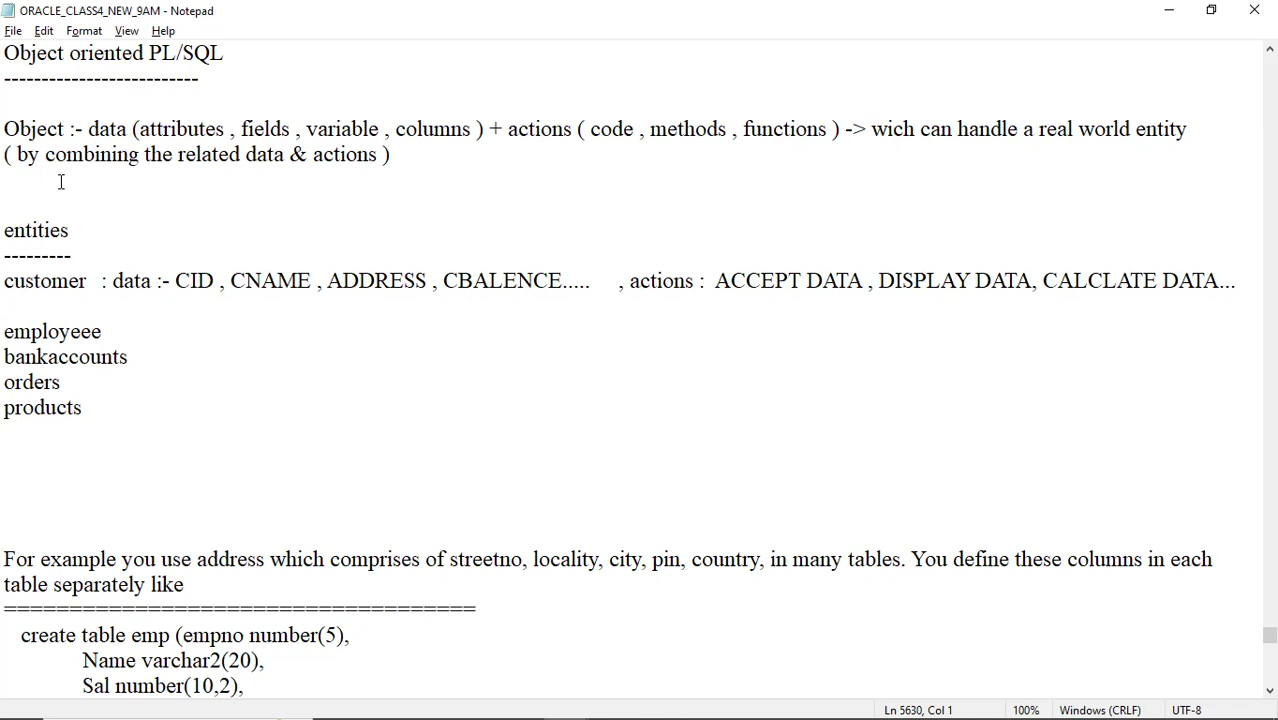 ORACLE_CLASS4_NEW_9AM - Notepad
File Edit Format View Help
Object oriented PL/SQL
--------------------------
Object :- data (attributes , fields , variable , columns ) + actions ( code , methods , functions ) -> wich can handle a real world entity
( by combining the related data & actions )
entities
---------
customer : data :- CID , CNAME , ADDRESS , CBALENCE..... , actions : ACCEPT DATA , DISPLAY DATA, CALCLATE DATA...
employeee
bankaccounts
orders
products
For example you use address which comprises of streetno, locality, city, pin, country, in many tables. You define these columns in each
table separately like
====================================
create table emp (empno number(5),
Name varchar2(20),
Sal number(10,2),
Ln 5630, Col 1 100% Windows (CRLF) UTF-8